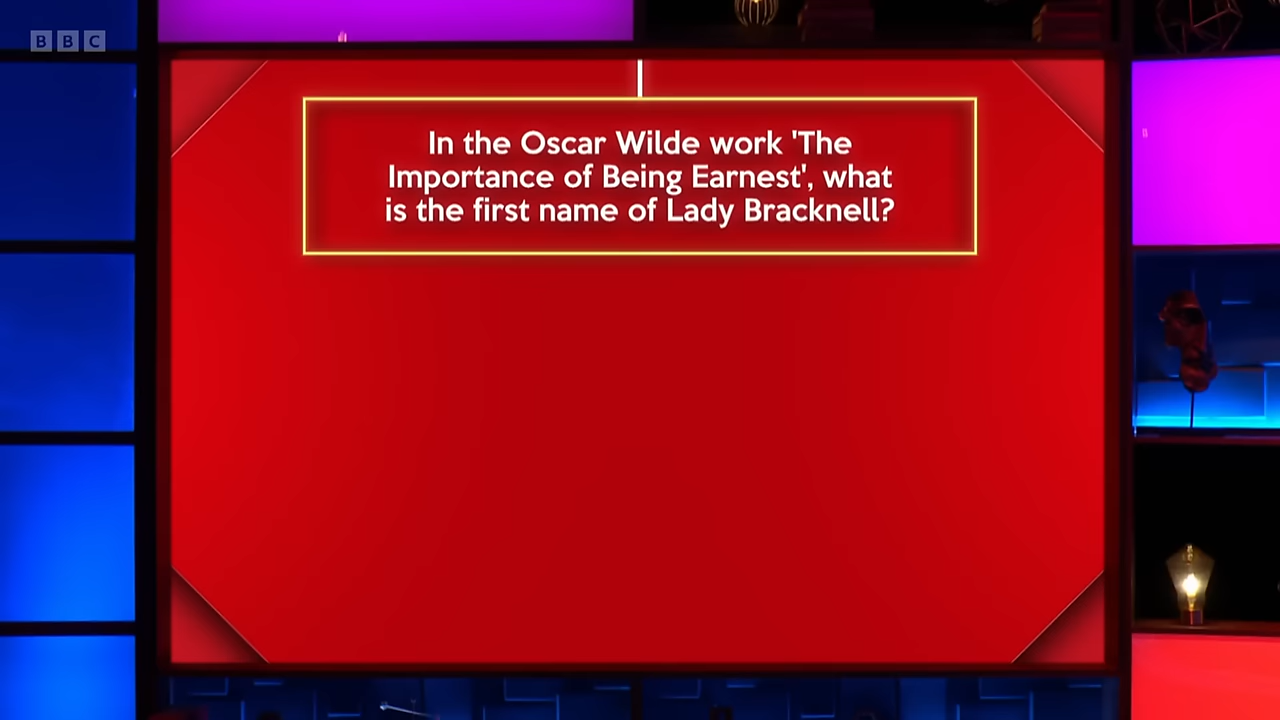 BBC
In the Oscar Wilde work 'The
Importance of Being Earnest', what
is the first name of Lady Bracknell?